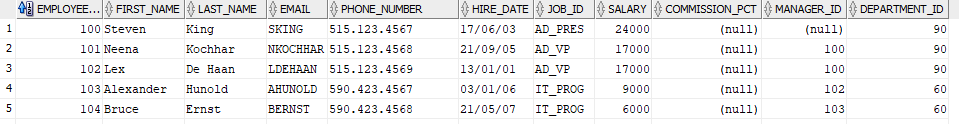 EMPLOYEE... FIRST_NAME LAST_NAME EMAIL PHONE_NUMBER HIRE_DATE JOB_ID SALARY COMMISSION_PCT MANAGER_ID DEPARTMENT_ID
1 100 Steven King SKING 515.123.4567 17/06/03 AD_PRES 24000 (null) (null) 90
2 101 Neena Kochhar NKOCHHAR 515.123.4568 21/09/05 AD_VP 17000 (null) 100 90
3 102 Lex De Haan LDEHAAN 515.123.4569 13/01/01 AD_VP 17000 (null) 100 90
4 103 Alexander Hunold AHUNOLD 590.423.4567 03/01/06 IT_PROG 9000 (null) 102 60
5 104 Bruce Ernst BERNST 590.423.4568 21/05/07 IT_PROG 6000 (null) 103 60